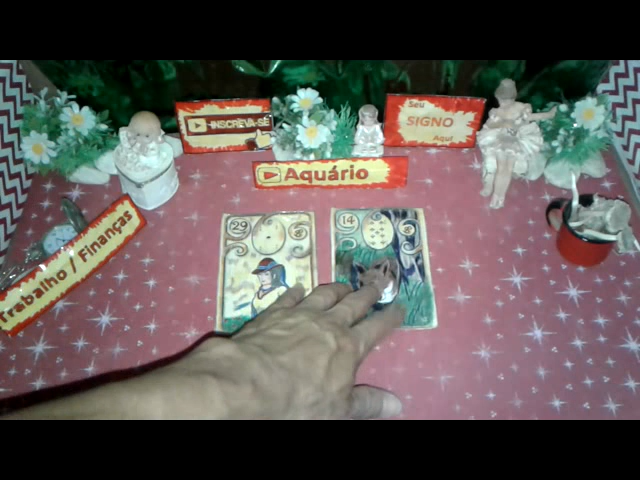 INSCREVA-SE
Seu
SIGNO
Aqui
Aquário
Trabalho / Finanças
29
14